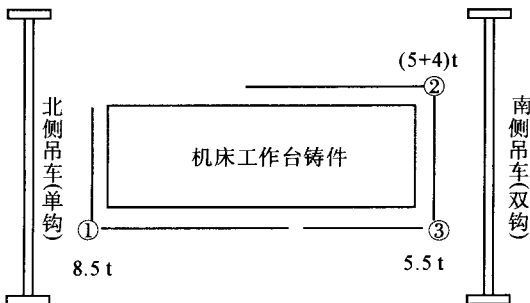 北侧吊车(单钩)
(5+4)t
②
机床工作台铸件
①
③
8.5 t
5.5 t
南侧吊车(双钩)